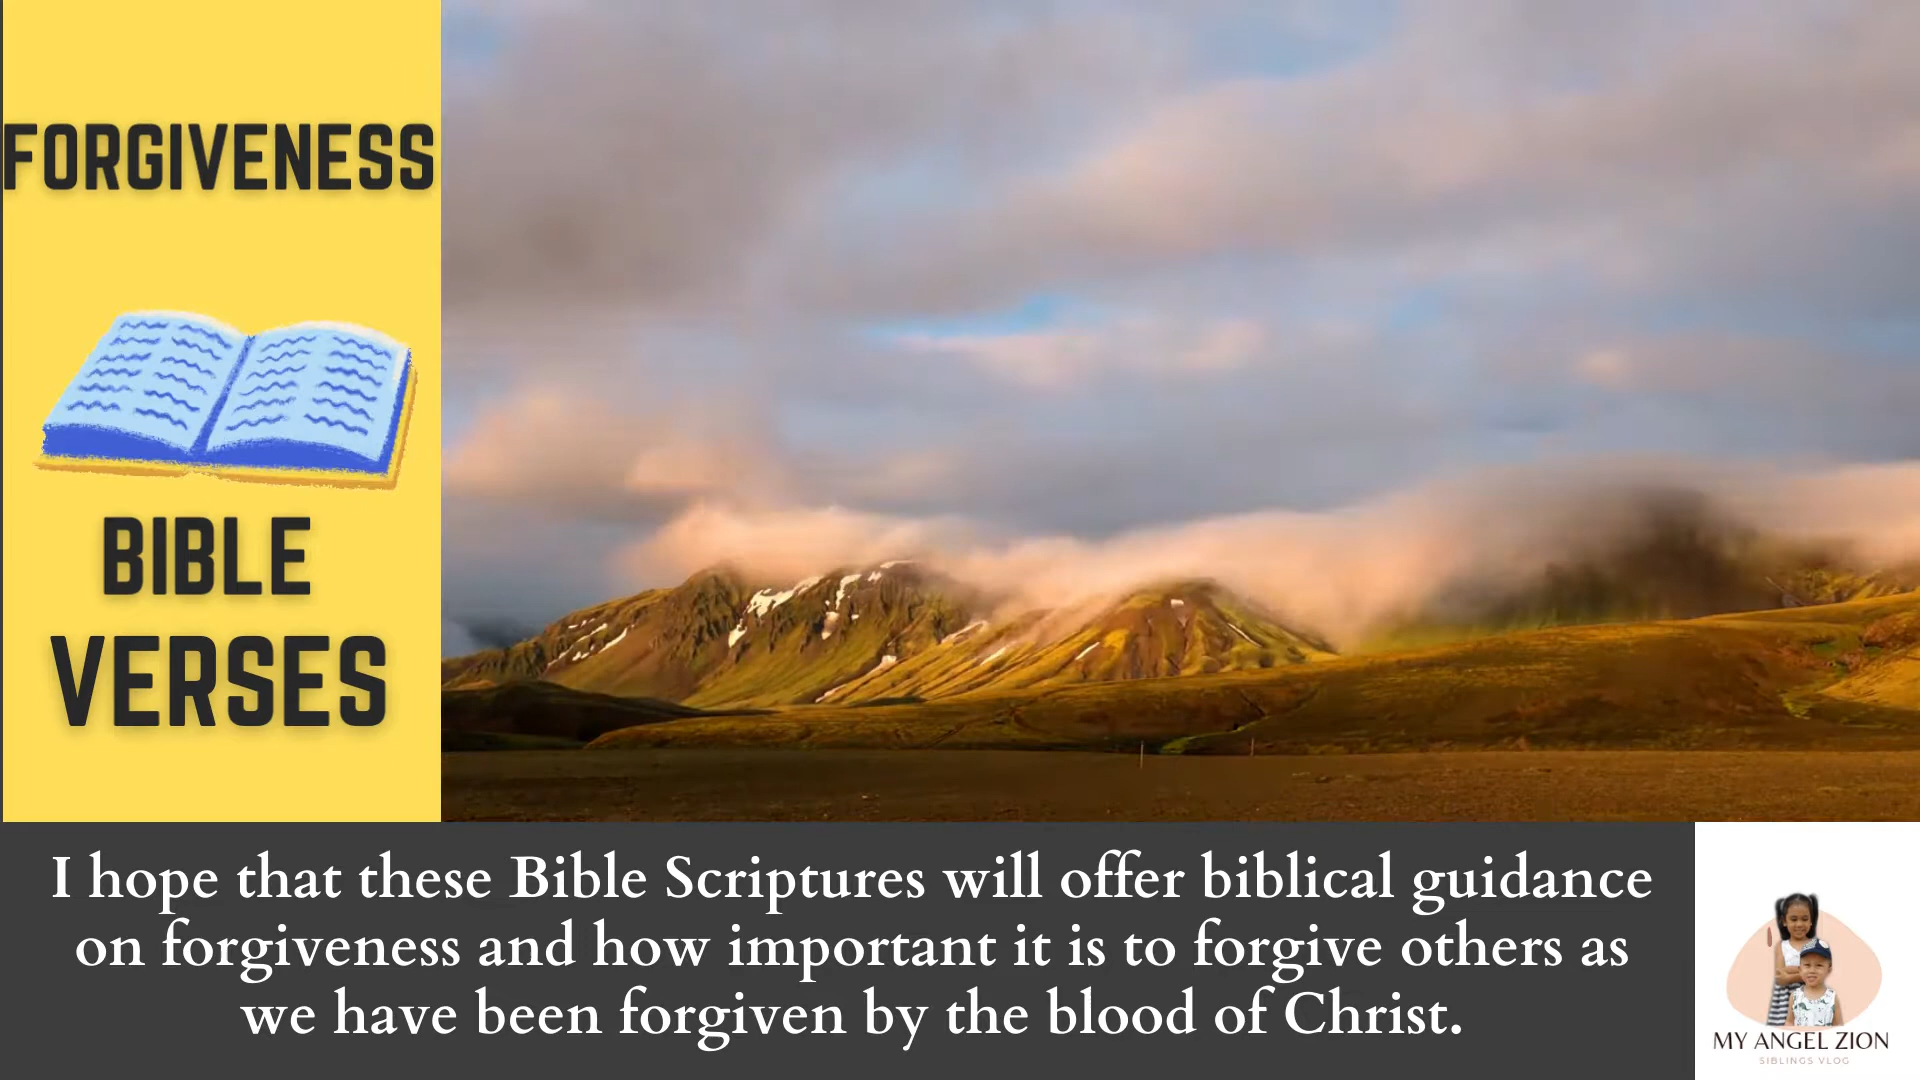 FORGIVENESS
BIBLE
VERSES
I hope that these Bible Scriptures will offer biblical guidance
on forgiveness and how important it is to forgive others as
we have been forgiven by the blood of Christ.
MY ANGEL ZION
SIBLINGS VLOG